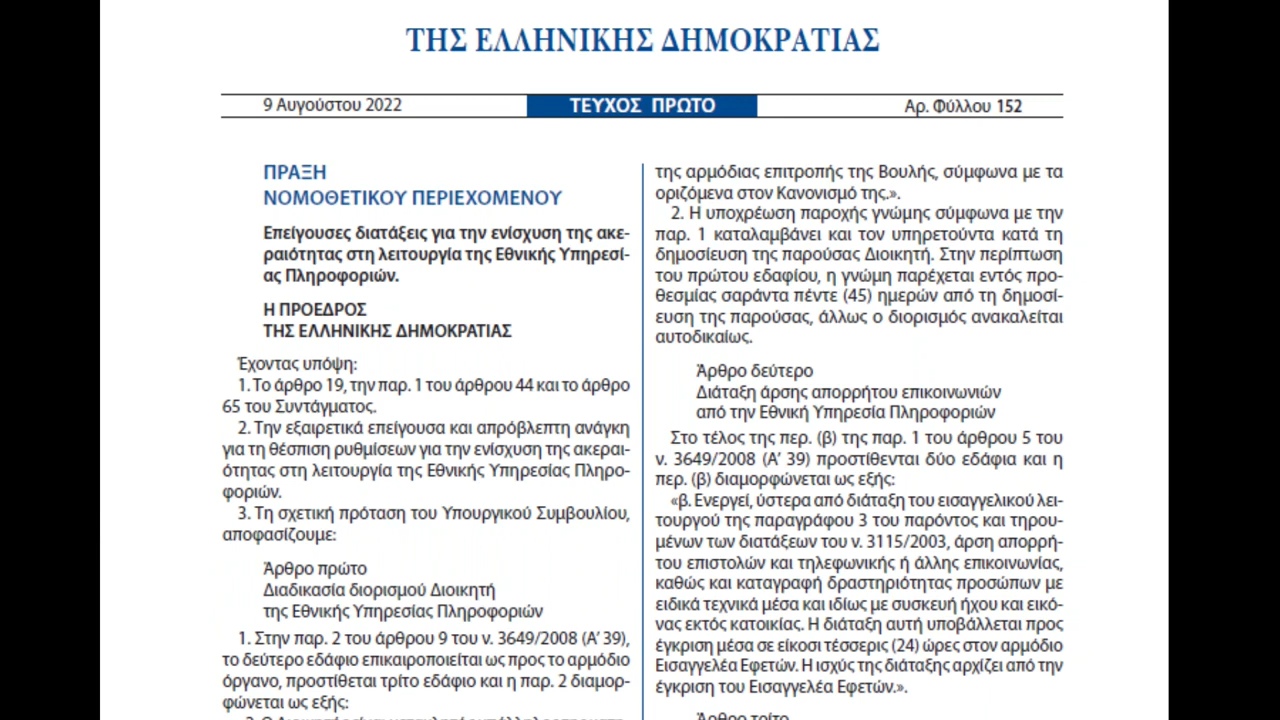 ΤΗΣ ΕΛΛΗΝΙΚΗΣ ΔΗΜΟΚΡΑΤΙΑΣ
9 Αυγούστου 2022
ΤΕΥΧΟΣ ΠΡΩΤΟ
Αρ. Φύλλου 152
ΠΡΑΞΗ
ΝΟΜΟΘΕΤΙΚΟΥ ΠΕΡΙΕΧΟΜΕΝΟΥ
Επείγουσες διατάξεις για την ενίσχυση της ακε-
ραιότητας στη λειτουργία της Εθνικής Υπηρεσί-
ας Πληροφοριών.
Η ΠΡΟΕΔΡΟΣ
ΤΗΣ ΕΛΛΗΝΙΚΗΣ ΔΗΜΟΚΡΑΤΙΑΣ
Έχοντας υπόψη:
1. Το άρθρο 19, την παρ. 1 του άρθρου 44 και το άρθρο
65 του Συντάγματος.
2. Την εξαιρετικά επείγουσα και απρόβλεπτη ανάγκη
για τη θέσπιση ρυθμίσεων για την ενίσχυση της ακεραι-
ότητας στη λειτουργία της Εθνικής Υπηρεσίας Πληρο-
φοριών.
3. Τη σχετική πρόταση του Υπουργικού Συμβουλίου,
αποφασίζουμε:
Άρθρο πρώτο
Διαδικασία διορισμού Διοικητή
της Εθνικής Υπηρεσίας Πληροφοριών
1. Στην παρ. 2 του άρθρου 9 του ν. 3649/2008 (Α’ 39),
το δεύτερο εδάφιο επικαιροποιείται ως προς το αρμόδιο
όργανο, προστίθεται τρίτο εδάφιο και η παρ. 2 διαμορ-
φώνεται ως εξής:
της αρμόδιας επιτροπής της Βουλής, σύμφωνα με τα
οριζόμενα στον Κανονισμό της.».
2. Η υποχρέωση παροχής γνώμης σύμφωνα με την
παρ. 1 καταλαμβάνει και τον υπηρετούντα κατά τη
δημοσίευση της παρούσας Διοικητή. Στην περίπτωση
του πρώτου εδαφίου, η γνώμη παρέχεται εντός προ-
θεσμίας σαράντα πέντε (45) ημερών από τη δημοσί-
ευση της παρούσας, άλλως ο διορισμός ανακαλείται
αυτοδικαίως.
Άρθρο δεύτερο
Διάταξη άρσης απορρήτου επικοινωνιών
από την Εθνική Υπηρεσία Πληροφοριών
Στο τέλος της περ. (β) της παρ. 1 του άρθρου 5 του
ν. 3649/2008 (Α’ 39) προστίθενται δύο εδάφια και η
περ. (β) διαμορφώνεται ως εξής:
«β. Ενεργεί, ύστερα από διάταξη του εισαγγελικού λει-
τουργού της παραγράφου 3 του παρόντος και τηρου-
μένων των διατάξεων του ν. 3115/2003, άρση απορρή-
του επιστολών και τηλεφωνικής ή άλλης επικοινωνίας,
καθώς και καταγραφή δραστηριότητας προσώπων με
ειδικά τεχνικά μέσα και ιδίως με συσκευή ήχου και εικό-
νας εκτός κατοικίας. Η διάταξη αυτή υποβάλλεται προς
έγκριση μέσα σε είκοσι τέσσερις (24) ώρες στον αρμόδιο
Εισαγγελέα Εφετών. Η ισχύς της διάταξης αρχίζει από την
έγκριση του Εισαγγελέα Εφετών.».
Άρθρο τρίτο